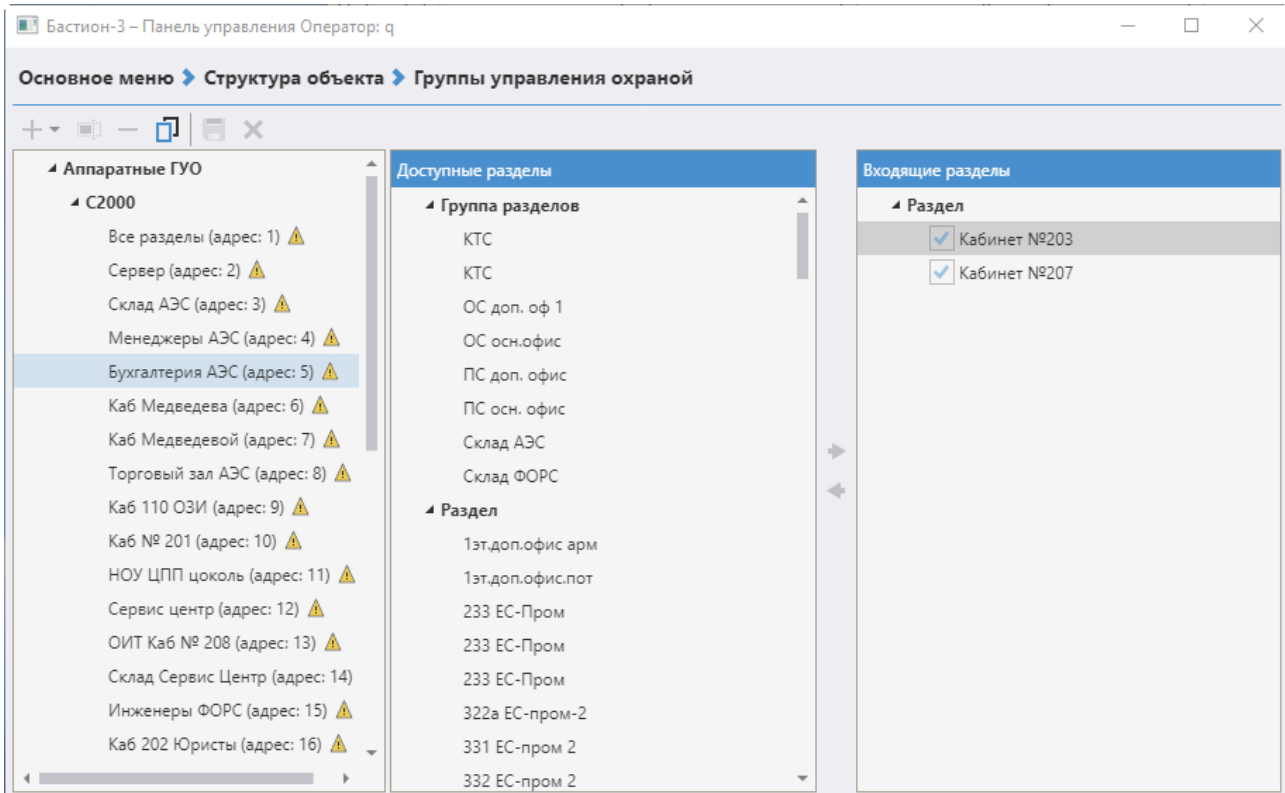 Бастион-3 – Панель управления Оператор: q
Основное меню Структура объекта Группы управления охраной
Аппаратные ГУО
С2000
Все разделы (адрес: 1)
Сервер (адрес: 2)
Склад АЭС (адрес: 3)
Менеджеры АЭС (адрес: 4)
Бухгалтерия АЭС (адрес: 5)
Каб Медведева (адрес: 6)
Каб Медведевой (адрес: 7)
Торговый зал АЭС (адрес: 8)
Каб 110 ОЗИ (адрес: 9)
Каб № 201 (адрес: 10)
НОУ ЦПП цоколь (адрес: 11)
Сервис центр (адрес: 12)
ОИТ Каб № 208 (адрес: 13)
Склад Сервис Центр (адрес: 14)
Инженеры ФОРС (адрес: 15)
Каб 202 Юристы (адрес: 16)
Доступные разделы
Группа разделов
КТС
КТС
ОС доп. оф 1
ОС осн.офис
ПС доп. офис
ПС осн. офис
Склад АЭС
Склад ФОРС
Раздел
1эт.доп.офис арм
1эт.доп.офис.пот
233 ЕС-Пром
233 ЕС-Пром
233 ЕС-Пром
322а ЕС-пром-2
331 ЕС-пром 2
332 ЕС-пром 2
Входящие разделы
Раздел
Кабинет №203
Кабинет №207